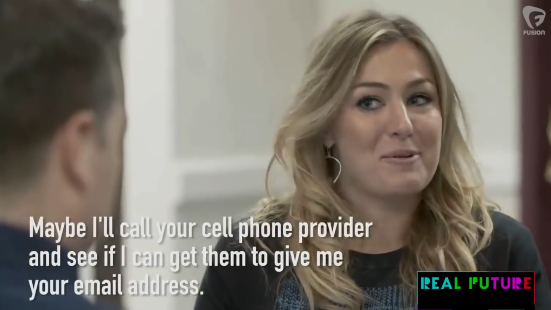 FUSION
Maybe I'll call your cell phone provider
and see if I can get them to give me
your email address.
REAL FUTURE